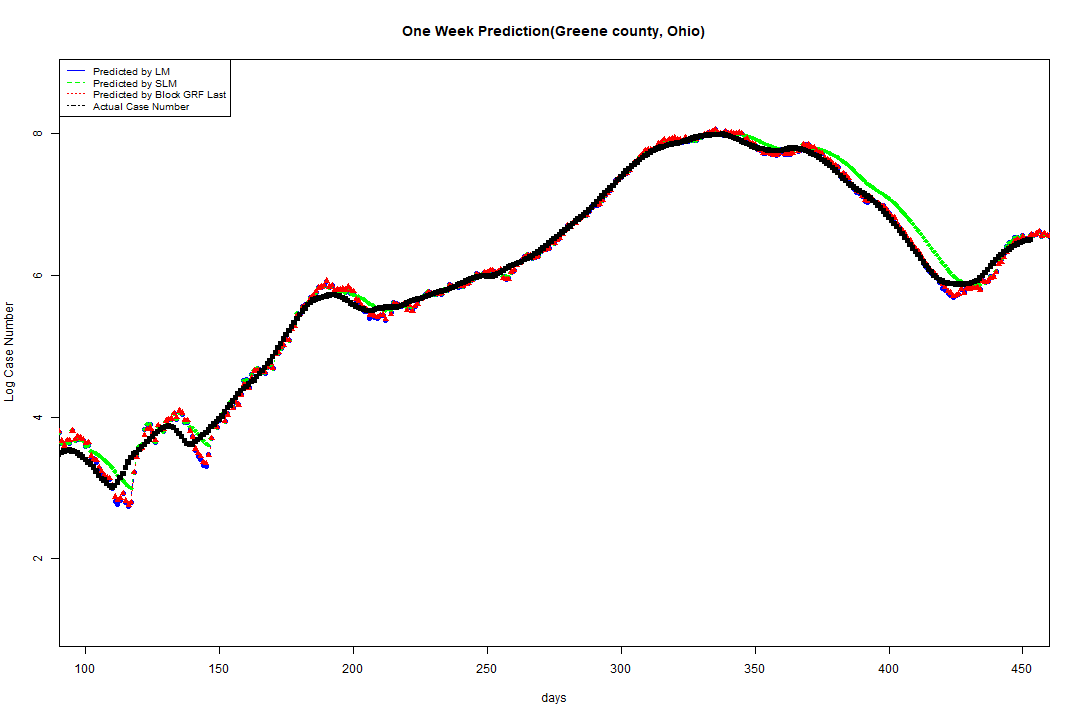 One Week Prediction(Greene county, Ohio)
Predicted by LM
Predicted by SLM
Predicted by Block GRF Last
Actual Case Number
8
6
4
2
Log Case Number
100 150 200 250 300 350 400 450
days